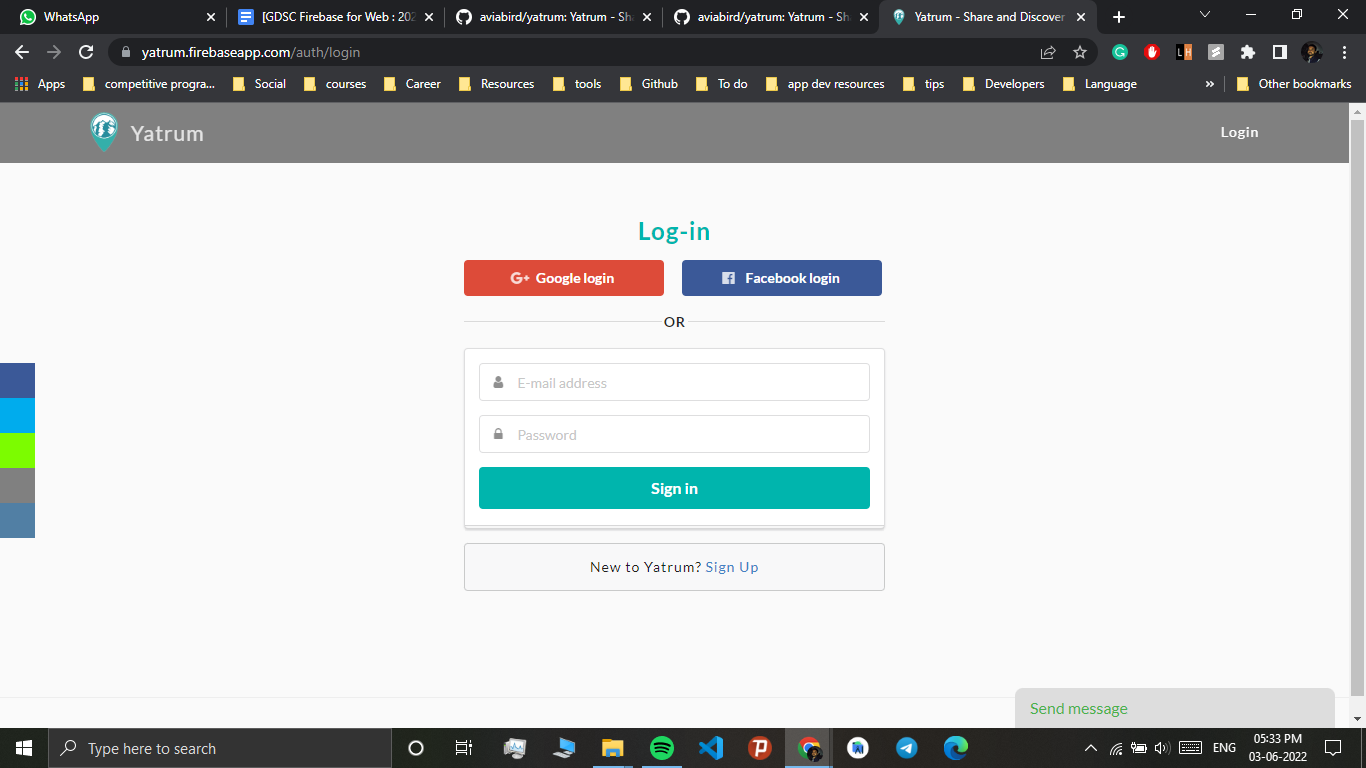 WhatsApp
[GDSC Firebase for Web : 202
aviabird/yatrum: Yatrum - Sha
aviabird/yatrum: Yatrum - Sha
Yatrum - Share and Discover
yatrum.firebaseapp.com/auth/login
Apps
competitive progra...
Social
courses
Career
Resources
tools
Github
To do
app dev resources
tips
Developers
Language
»
Other bookmarks
Yatrum
Login
Log-in
G+ Google login
Facebook login
OR
E-mail address
Password
Sign in
New to Yatrum? Sign Up
Send message
Type here to search
ENG
05:33 PM
03-06-2022